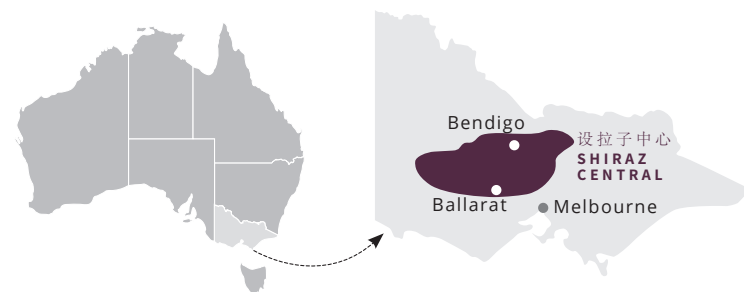 Bendigo
设拉子中心
SHIRAZ
CENTRAL
Ballarat
Melbourne